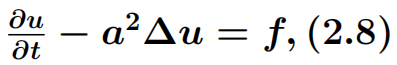 ∂u/∂t − a²Δu = f, (2.8)